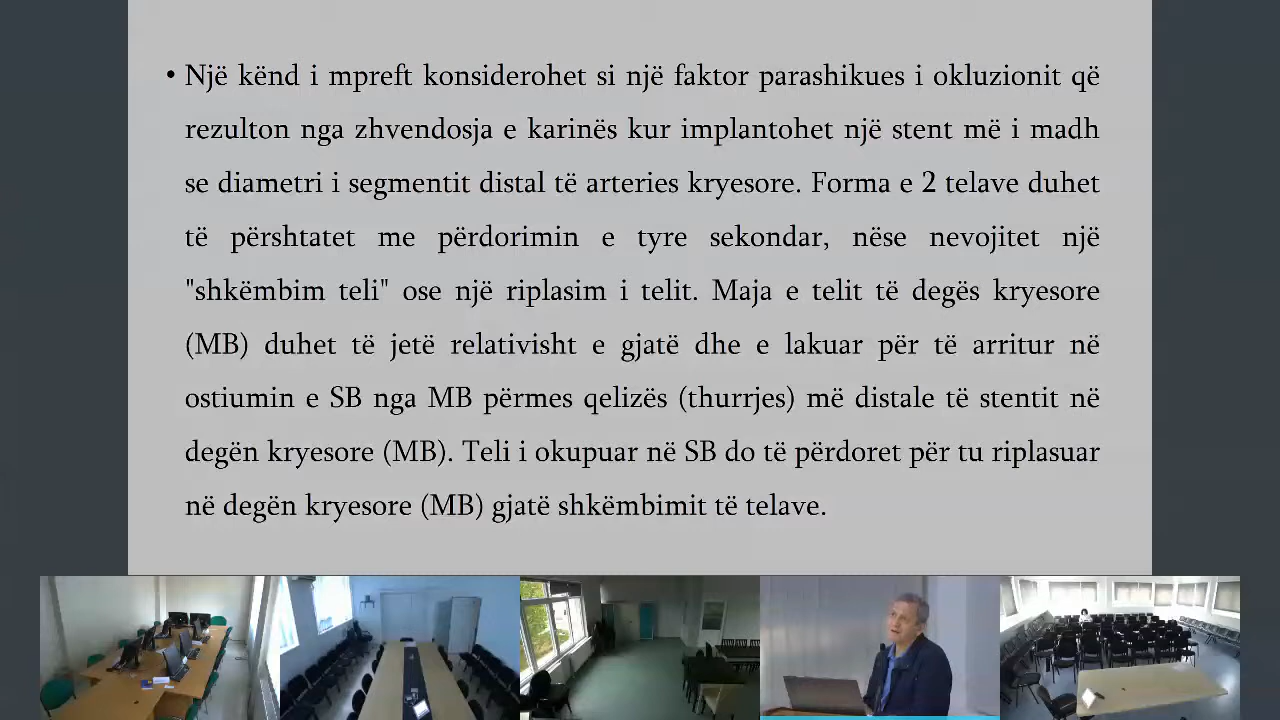 • Një kënd i mpreft konsiderohet si një faktor parashikues i okluzionit që
rezulton nga zhvendosja e karinës kur implantohet një stent më i madh
se diametri i segmentit distal të arteries kryesore. Forma e 2 telave duhet
të përshtatet me përdorimin e tyre sekondar, nëse nevojitet një
"shkëmbim teli" ose një riplasim i telit. Maja e telit të degës kryesore
(MB) duhet të jetë relativisht e gjatë dhe e lakuar për të arritur në
ostiumin e SB nga MB përmes qelizës (thurrjes) më distale të stentit në
degën kryesore (MB). Teli i okupuar në SB do të përdoret për tu riplasuar
në degën kryesore (MB) gjatë shkëmbimit të telave.